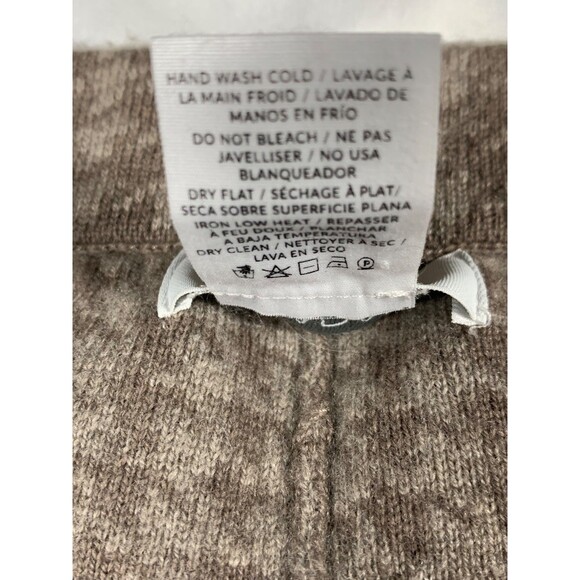 HAND WASH COLD / LAVAGE À
LA MAIN FROID / LAVADO DE
MANOS EN FRÍO
DO NOT BLEACH / NE PAS
JAVELLISER / NO USA
BLANQUEADOR
DRY FLAT / SÉCHAGE À PLAT/
SECA SOBRE SUPERFICIE PLANA
IRON LOW HEAT / REPASSER
À FEU DOUX / PLANCHAR
A BAJA TEMPERATURA
DRY CLEAN / NETTOYER À SEC /
LAVA EN SECO
P